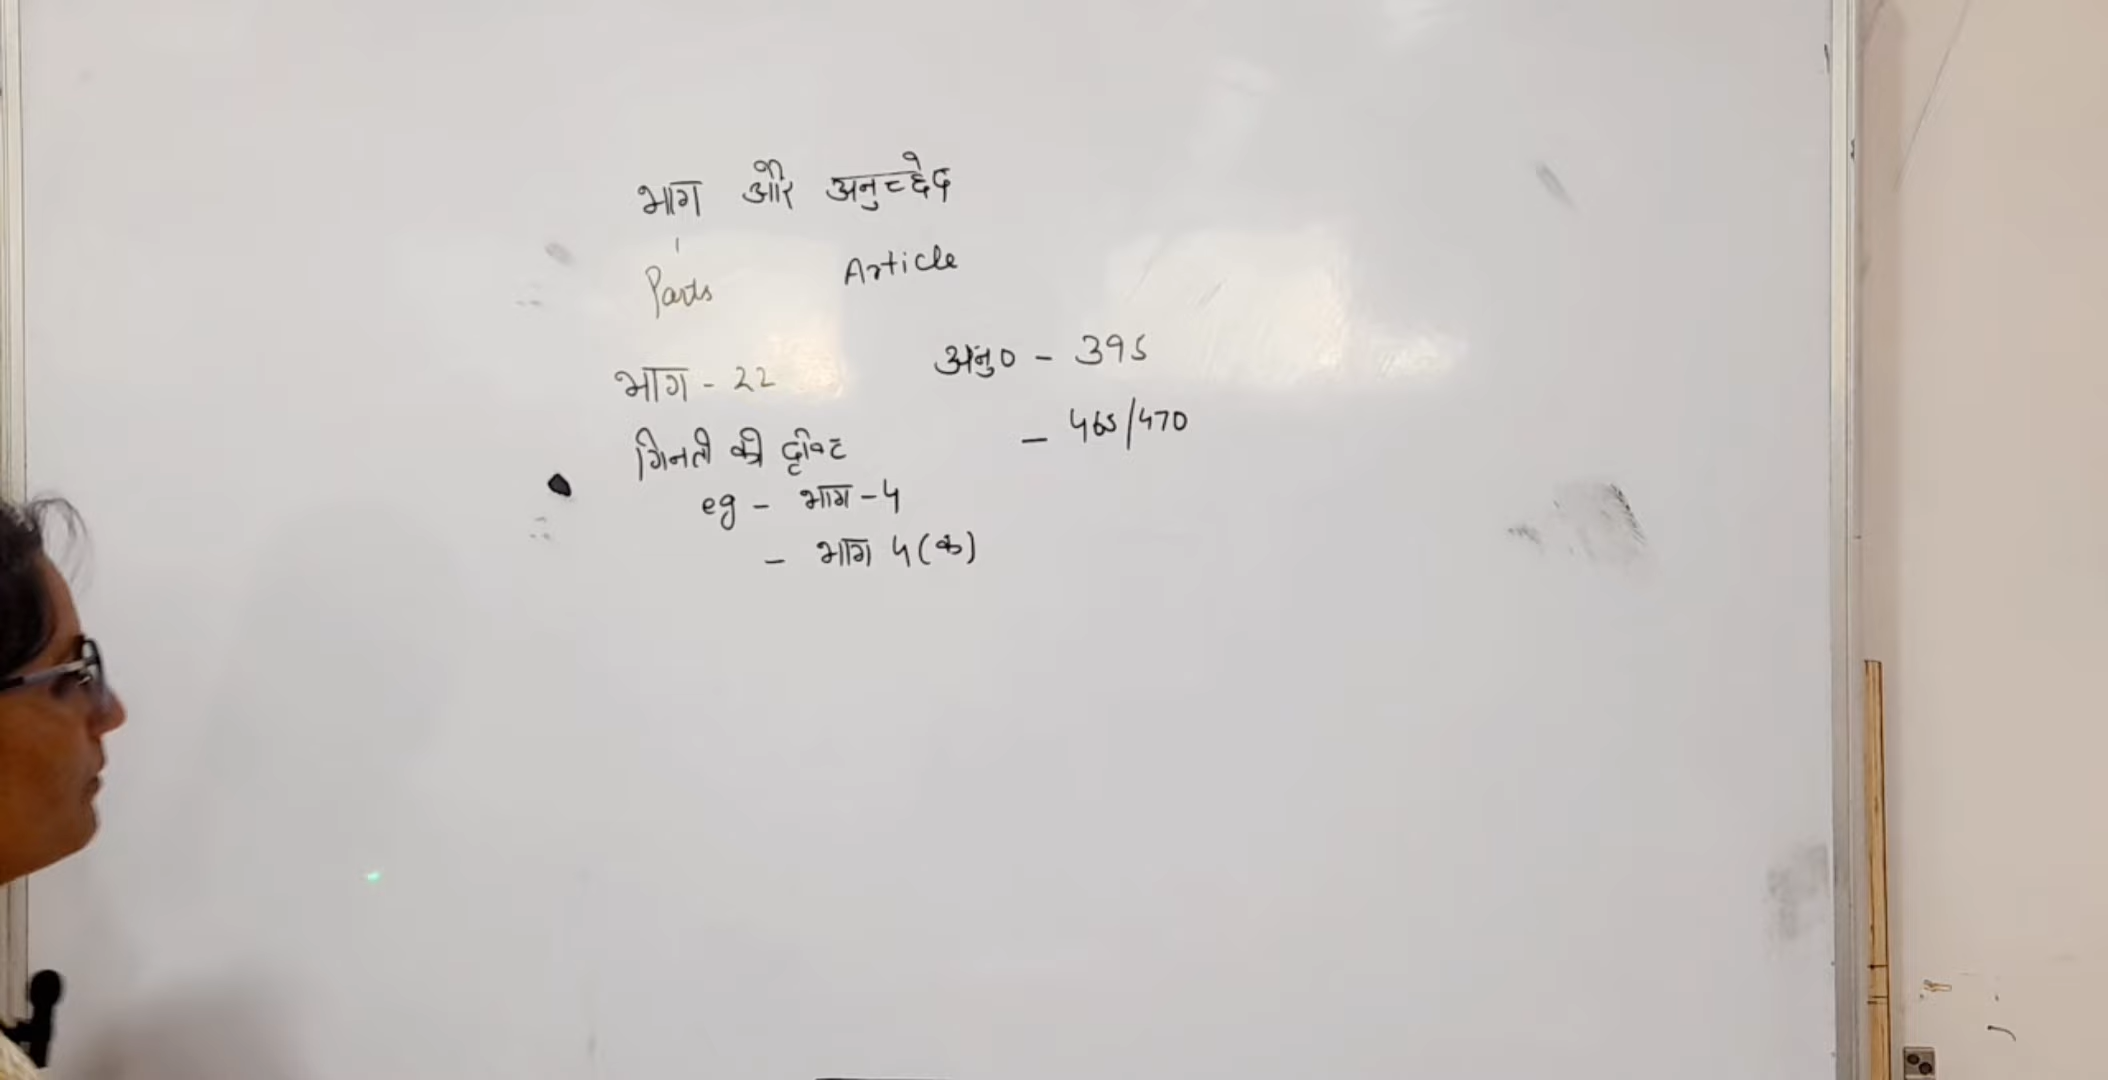 भाग और अनुच्छेद
Parts Article
भाग - 22 अनु० - 395
गिनती की दृष्टि - 465/470
eg - भाग - 4
- भाग 4 (क)